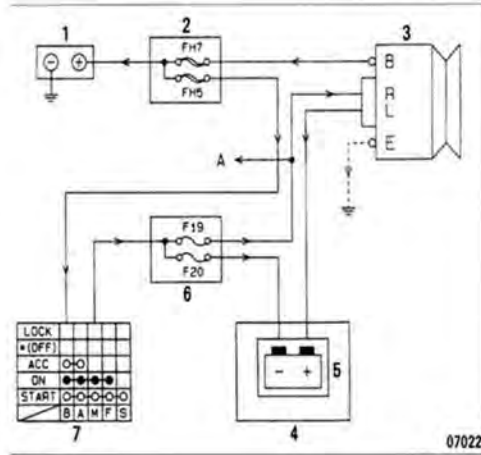 1
2
3
FH7
FH5
B
R
L
E
A
F19
F20
6
LOCK
*(OFF)
ACC
ON
START
B A M F S
7
- +
5
4
07022